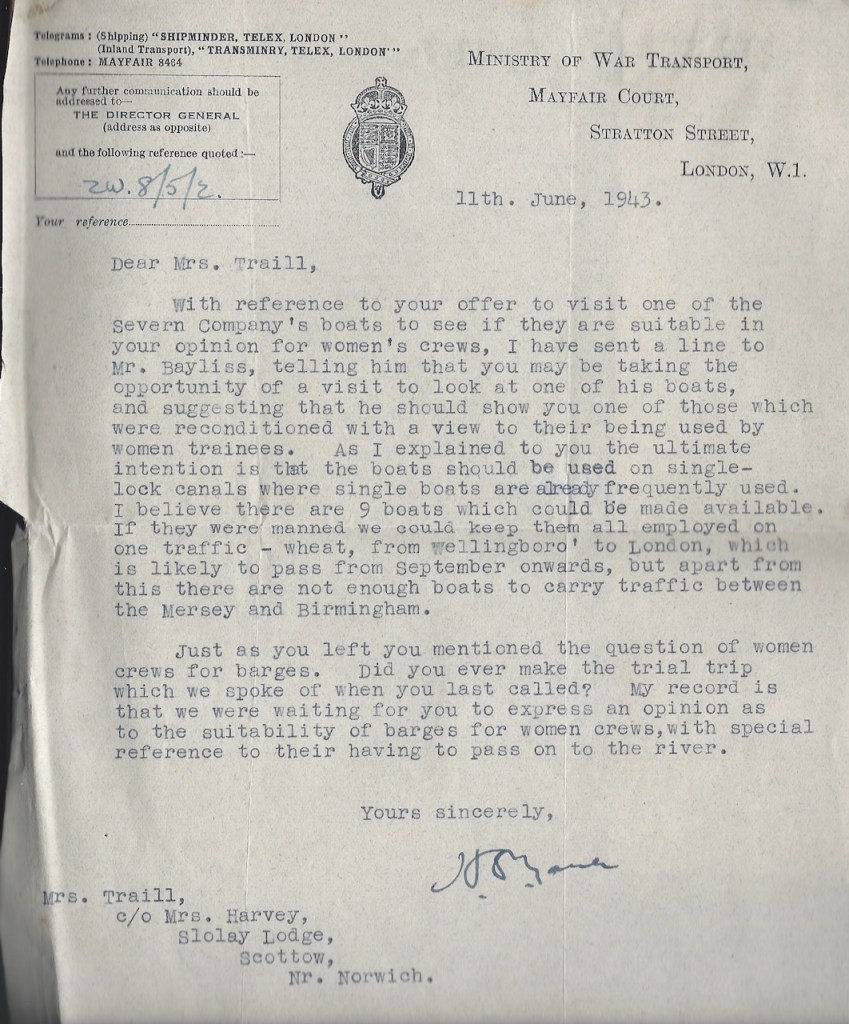 Telegrams: (Shipping) "SHIPMINDER, TELEX, LONDON"
(Inland Transport), "TRANSMINRY, TELEX, LONDON"
Telephone: MAYFAIR 8464
Any further communication should be
addressed to—
THE DIRECTOR GENERAL
(address as opposite)
and the following reference quoted:—
ZW. 8/5/2.
Your reference
MINISTRY OF WAR TRANSPORT,
MAYFAIR COURT,
STRATTON STREET,
LONDON, W.1.
11th. June, 1943.
Dear Mrs. Traill,
With reference to your offer to visit one of the
Severn Company's boats to see if they are suitable in
your opinion for women's crews, I have sent a line to
Mr. Bayliss, telling him that you may be taking the
opportunity of a visit to look at one of his boats,
and suggesting that he should show you one of those which
were reconditioned with a view to their being used by
women trainees. As I explained to you the ultimate
intention is that the boats should be used on single-
lock canals where single boats are already frequently used.
I believe there are 9 boats which could be made available.
If they were manned we could keep them all employed on
one traffic - wheat, from Wellingboro' to London, which
is likely to pass from September onwards, but apart from
this there are not enough boats to carry traffic between
the Mersey and Birmingham.
Just as you left you mentioned the question of women
crews for barges. Did you ever make the trial trip
which we spoke of when you last called? My record is
that we were waiting for you to express an opinion as
to the suitability of barges for women crews,with special
reference to their having to pass on to the river.
Yours sincerely,
Mrs. Traill,
c/o Mrs. Harvey,
Slolay Lodge,
Scottow,
Nr. Norwich.